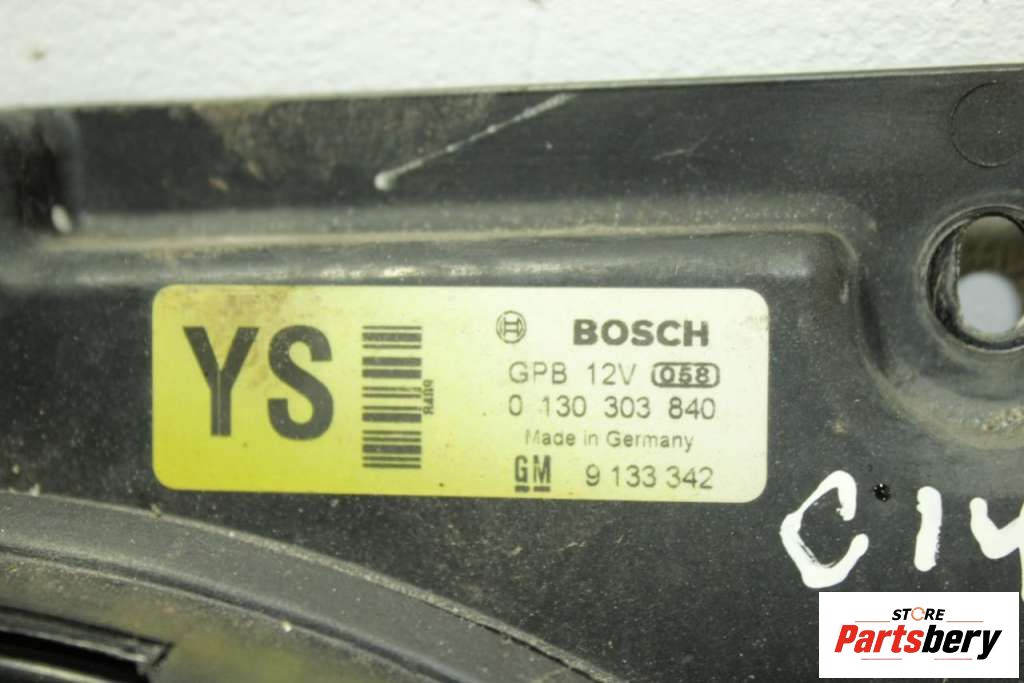 YS
BOSCH
GPB 12V 058
0 130 303 840
Made in Germany
GM 9 133 342
C14
STORE
Partsbery